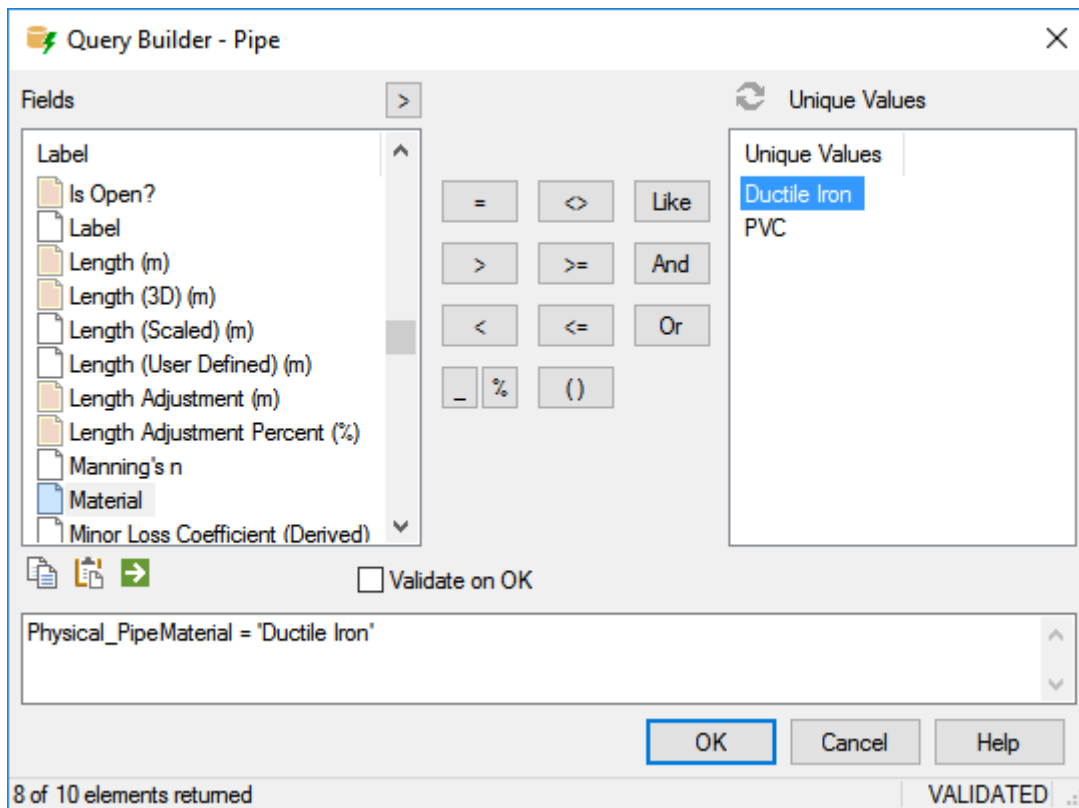 Query Builder - Pipe
Fields
>
Unique Values
Label
Is Open?
Label
Length (m)
Length (3D) (m)
Length (Scaled) (m)
Length (User Defined) (m)
Length Adjustment (m)
Length Adjustment Percent (%)
Manning's n
Material
Minor Loss Coefficient (Derived)
= <> Like
> >= And
< <= Or
_ % ()
Unique Values
Ductile Iron
PVC
Validate on OK
Physical_PipeMaterial = 'Ductile Iron'
OK Cancel Help
8 of 10 elements returned VALIDATED